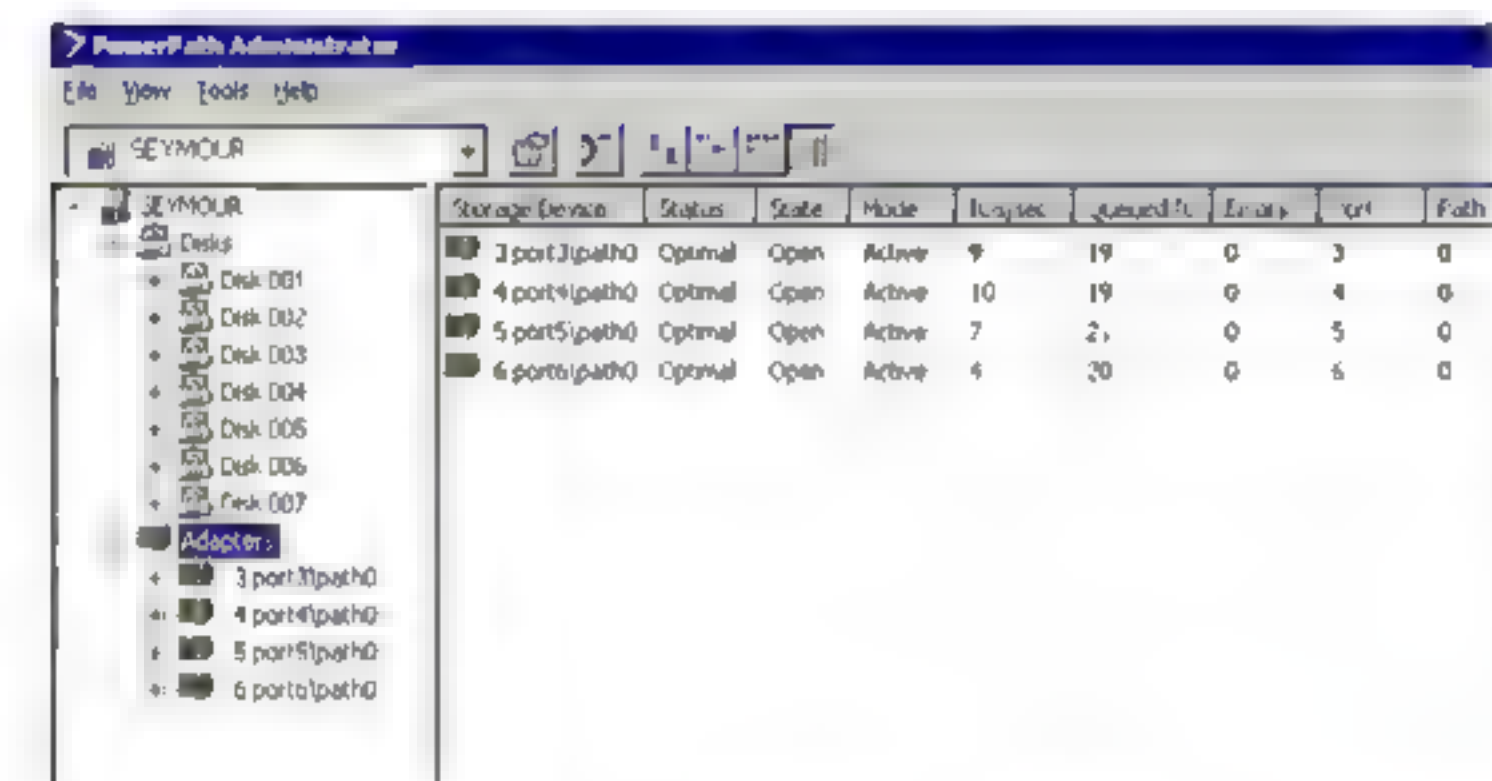 PowerPath Administrator
File View Tools Help
SEYMOUR
SEYMOUR
Disks
Disk 001
Disk 002
Disk 003
Disk 004
Disk 005
Disk 006
Disk 007
Adapters
3 port3\path0
4 port4\path0
5 port5\path0
6 port6\path0
Storage Device Status State Mode Errors Port Path
3 port3\path0 Optimal Open Active 9 19 0 3 0
4 port4\path0 Optimal Open Active 10 19 0 4 0
5 port5\path0 Optimal Open Active 7 0 5 0
6 port6\path0 Optimal Open Active 4 20 0 6 0